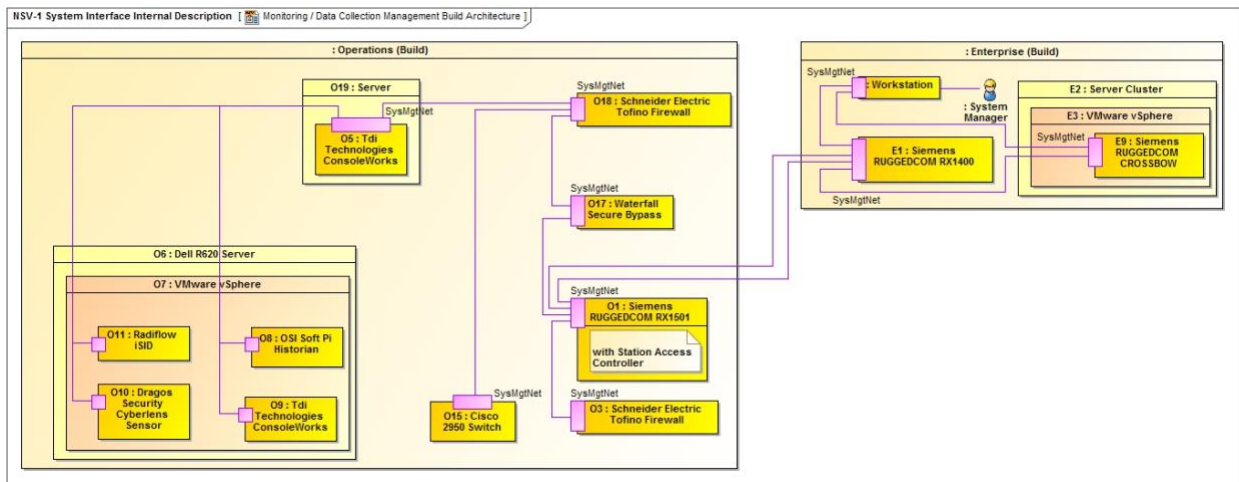 NSV-1 System Interface Internal Description [ Monitoring / Data Collection Management Build Architecture ]
: Operations (Build)
O19 : Server
SysMgtNet
O5 : Tdi
Technologies
ConsoleWorks
SysMgtNet
O18 : Schneider Electric
Tofino Firewall
SysMgtNet
O17 : Waterfall
Secure Bypass
O6 : Dell R620 Server
O7 : VMware vSphere
O11 : Radiflow
iSID
O8 : OSI Soft Pi
Historian
O10 : Dragos
Security
Cyberlens
Sensor
O9 : Tdi
Technologies
ConsoleWorks
SysMgtNet
O1 : Siemens
RUGGEDCOM RX1501
with Station Access
Controller
SysMgtNet
O15 : Cisco
2950 Switch
SysMgtNet
O3 : Schneider Electric
Tofino Firewall
: Enterprise (Build)
SysMgtNet
: Workstation
: System
Manager
E2 : Server Cluster
E3 : VMware vSphere
SysMgtNet
E9 : Siemens
RUGGEDCOM
CROSSBOW
E1 : Siemens
RUGGEDCOM RX1400
SysMgtNet